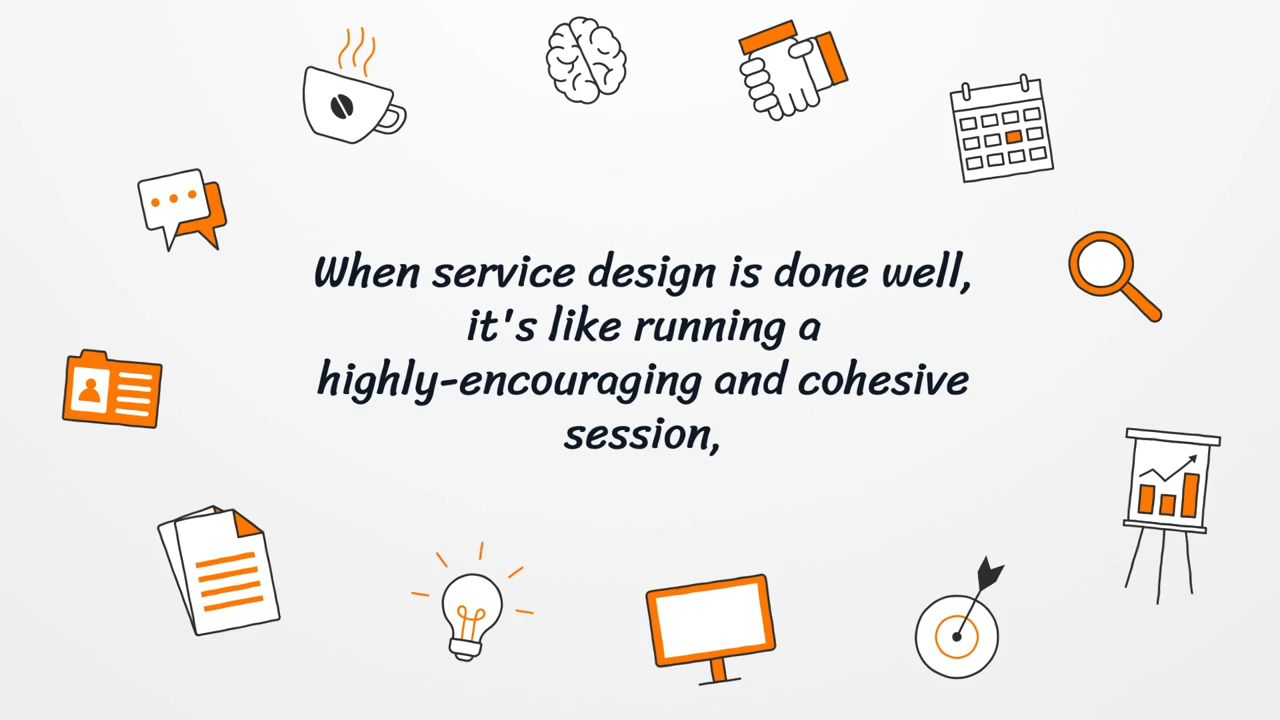 When service design is done well,
it's like running a
highly-encouraging and cohesive
session,